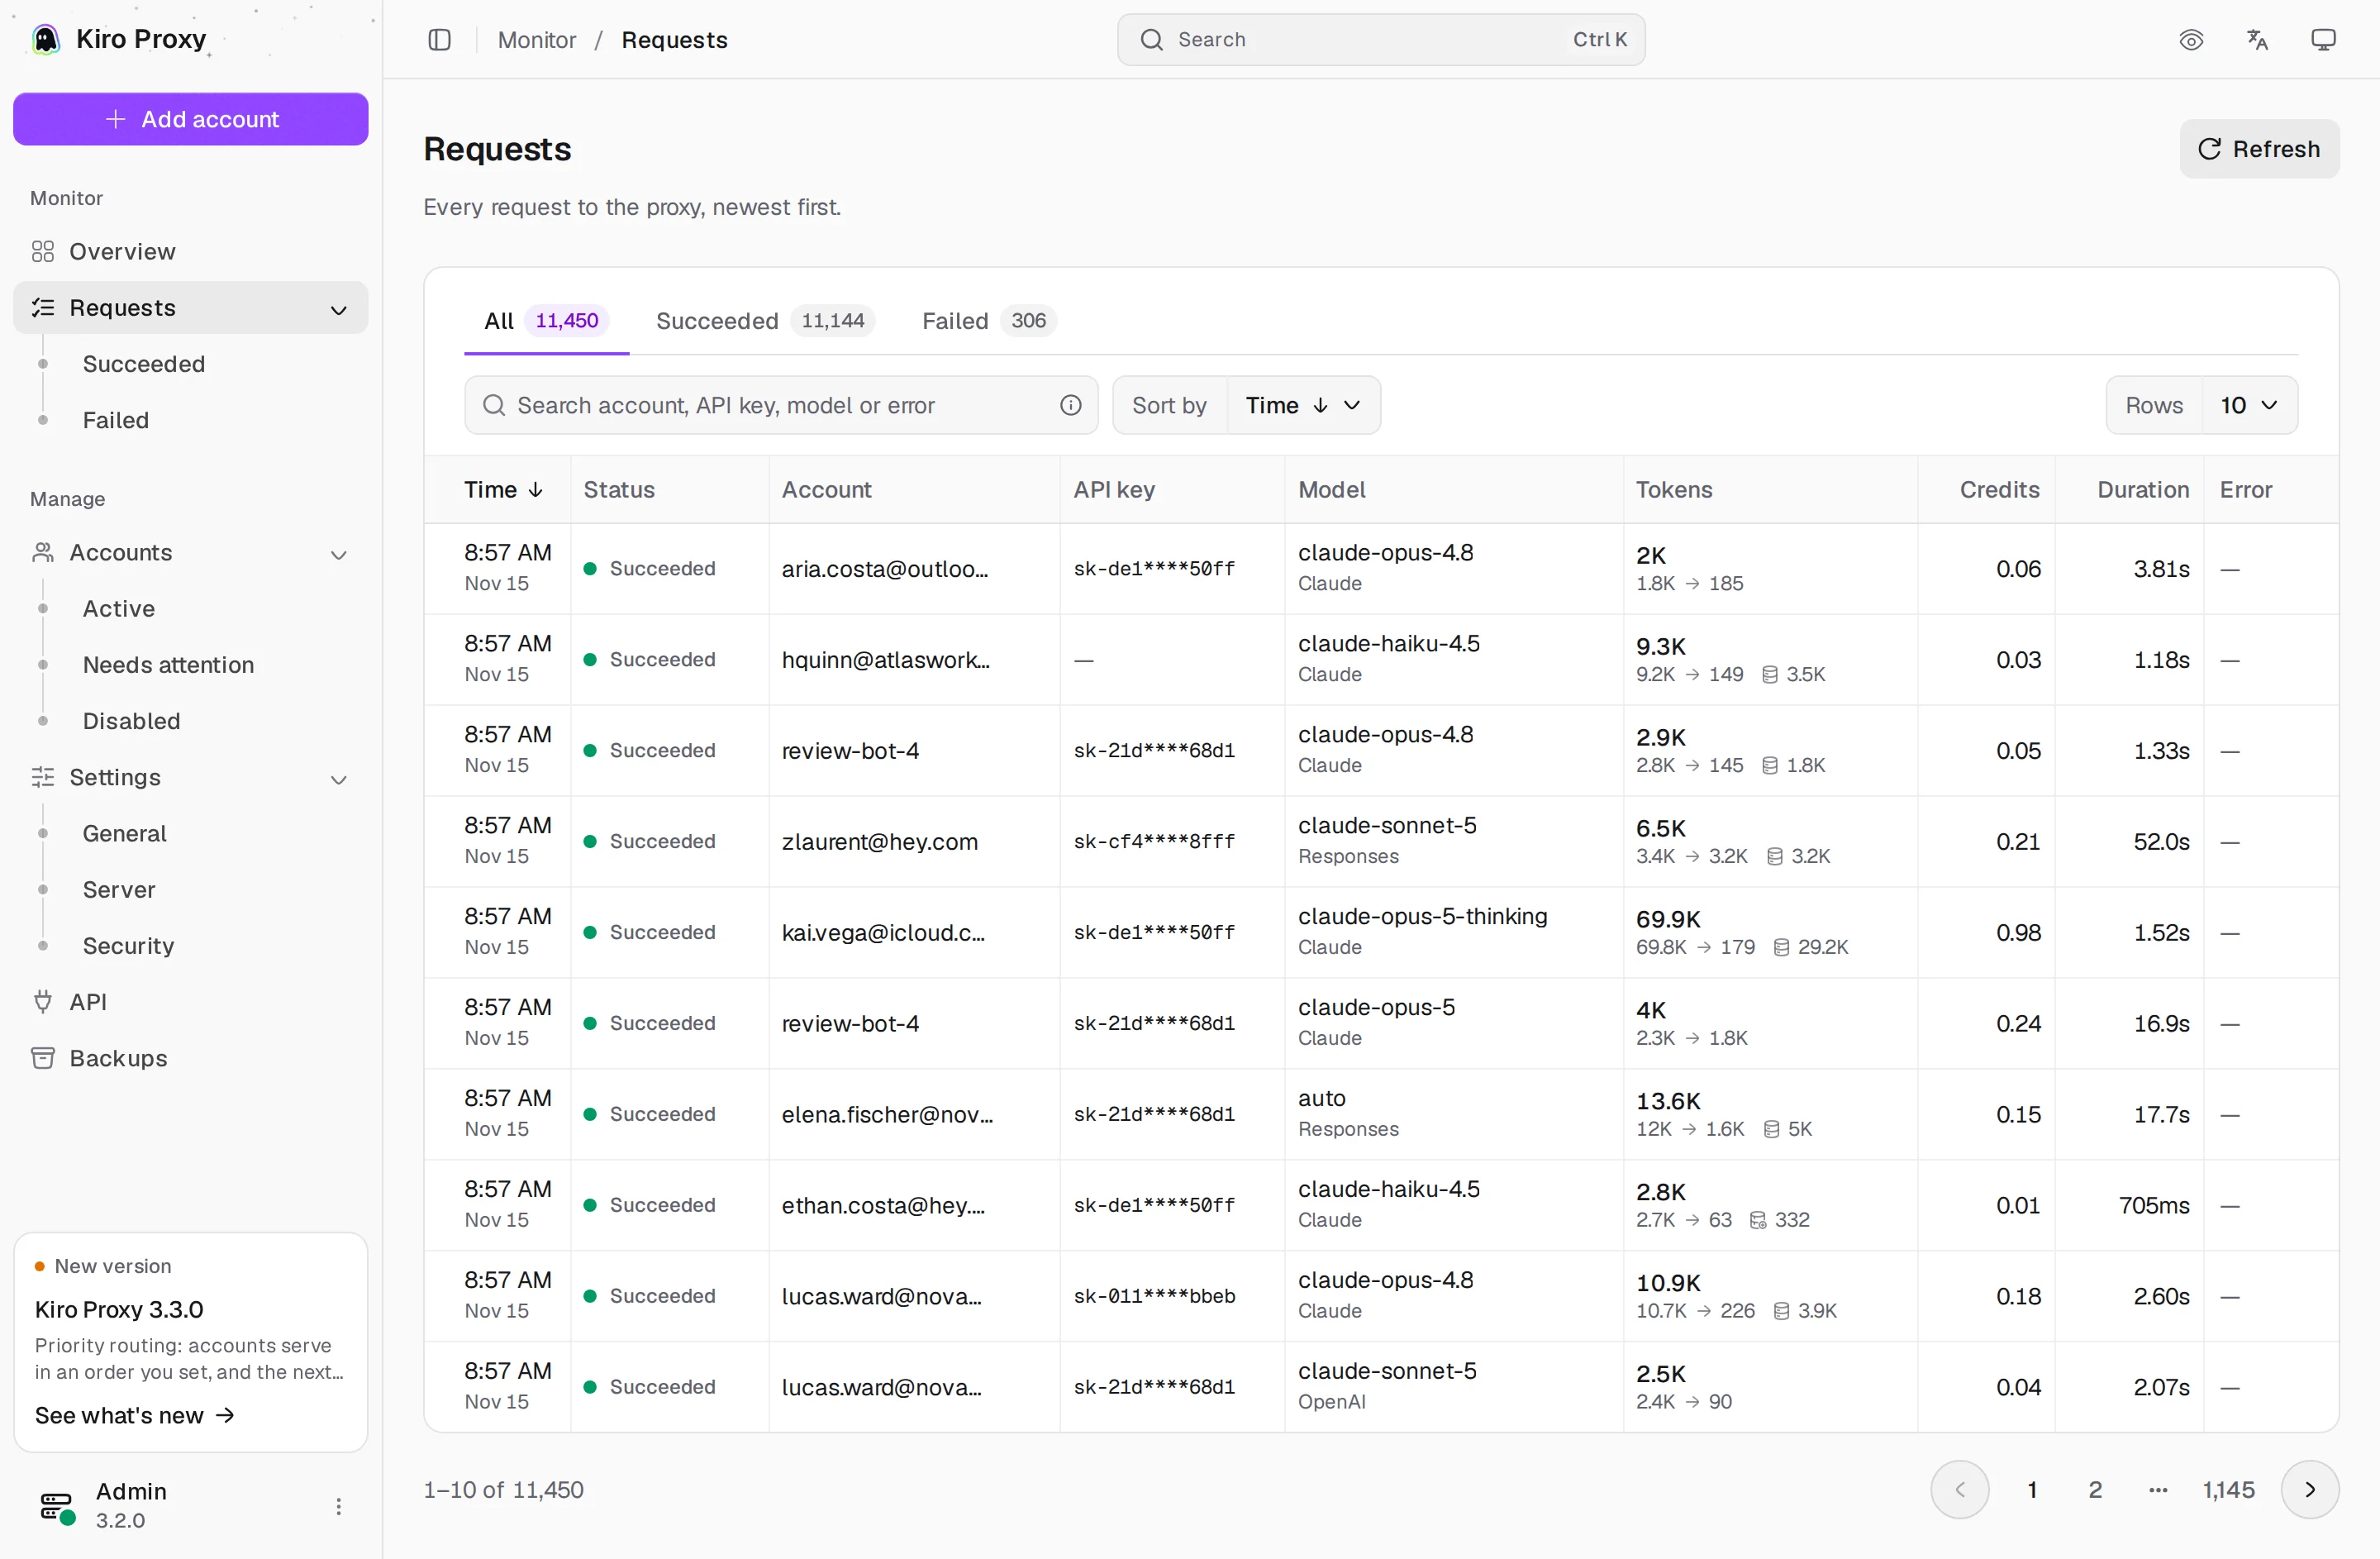 Kiro Proxy
Add account
Monitor
Overview
Requests
Succeeded
Failed
Manage
Accounts
Active
Needs attention
Disabled
Settings
General
Server
Security
API
Backups
New version
Kiro Proxy 3.3.0
Priority routing: accounts serve
in an order you set, and the next…
See what's new →
Admin
3.2.0
Monitor / Requests
Search Ctrl K
Requests
Refresh
Every request to the proxy, newest first.
All 11,450 Succeeded 11,144 Failed 306
Search account, API key, model or error Sort by Time ↓ Rows 10
Time ↓ Status Account API key Model Tokens Credits Duration Error
8:57 AM Succeeded aria.costa@outloo… sk-de1****50ff claude-opus-4.8 2K 0.06 3.81s —
Nov 15 Claude 1.8K → 185
8:57 AM Succeeded hquinn@atlaswork… — claude-haiku-4.5 9.3K 0.03 1.18s —
Nov 15 Claude 9.2K → 149 3.5K
8:57 AM Succeeded review-bot-4 sk-21d****68d1 claude-opus-4.8 2.9K 0.05 1.33s —
Nov 15 Claude 2.8K → 145 1.8K
8:57 AM Succeeded zlaurent@hey.com sk-cf4****8fff claude-sonnet-5 6.5K 0.21 52.0s —
Nov 15 Responses 3.4K → 3.2K 3.2K
8:57 AM Succeeded kai.vega@icloud.c… sk-de1****50ff claude-opus-5-thinking 69.9K 0.98 1.52s —
Nov 15 Claude 69.8K → 179 29.2K
8:57 AM Succeeded review-bot-4 sk-21d****68d1 claude-opus-5 4K 0.24 16.9s —
Nov 15 Claude 2.3K → 1.8K
8:57 AM Succeeded elena.fischer@nov… sk-21d****68d1 auto 13.6K 0.15 17.7s —
Nov 15 Responses 12K → 1.6K 5K
8:57 AM Succeeded ethan.costa@hey.… sk-de1****50ff claude-haiku-4.5 2.8K 0.01 705ms —
Nov 15 Claude 2.7K → 63 332
8:57 AM Succeeded lucas.ward@nova… sk-011****bbeb claude-opus-4.8 10.9K 0.18 2.60s —
Nov 15 Claude 10.7K → 226 3.9K
8:57 AM Succeeded lucas.ward@nova… sk-21d****68d1 claude-sonnet-5 2.5K 0.04 2.07s —
Nov 15 OpenAI 2.4K → 90
1–10 of 11,450 1 2 … 1,145